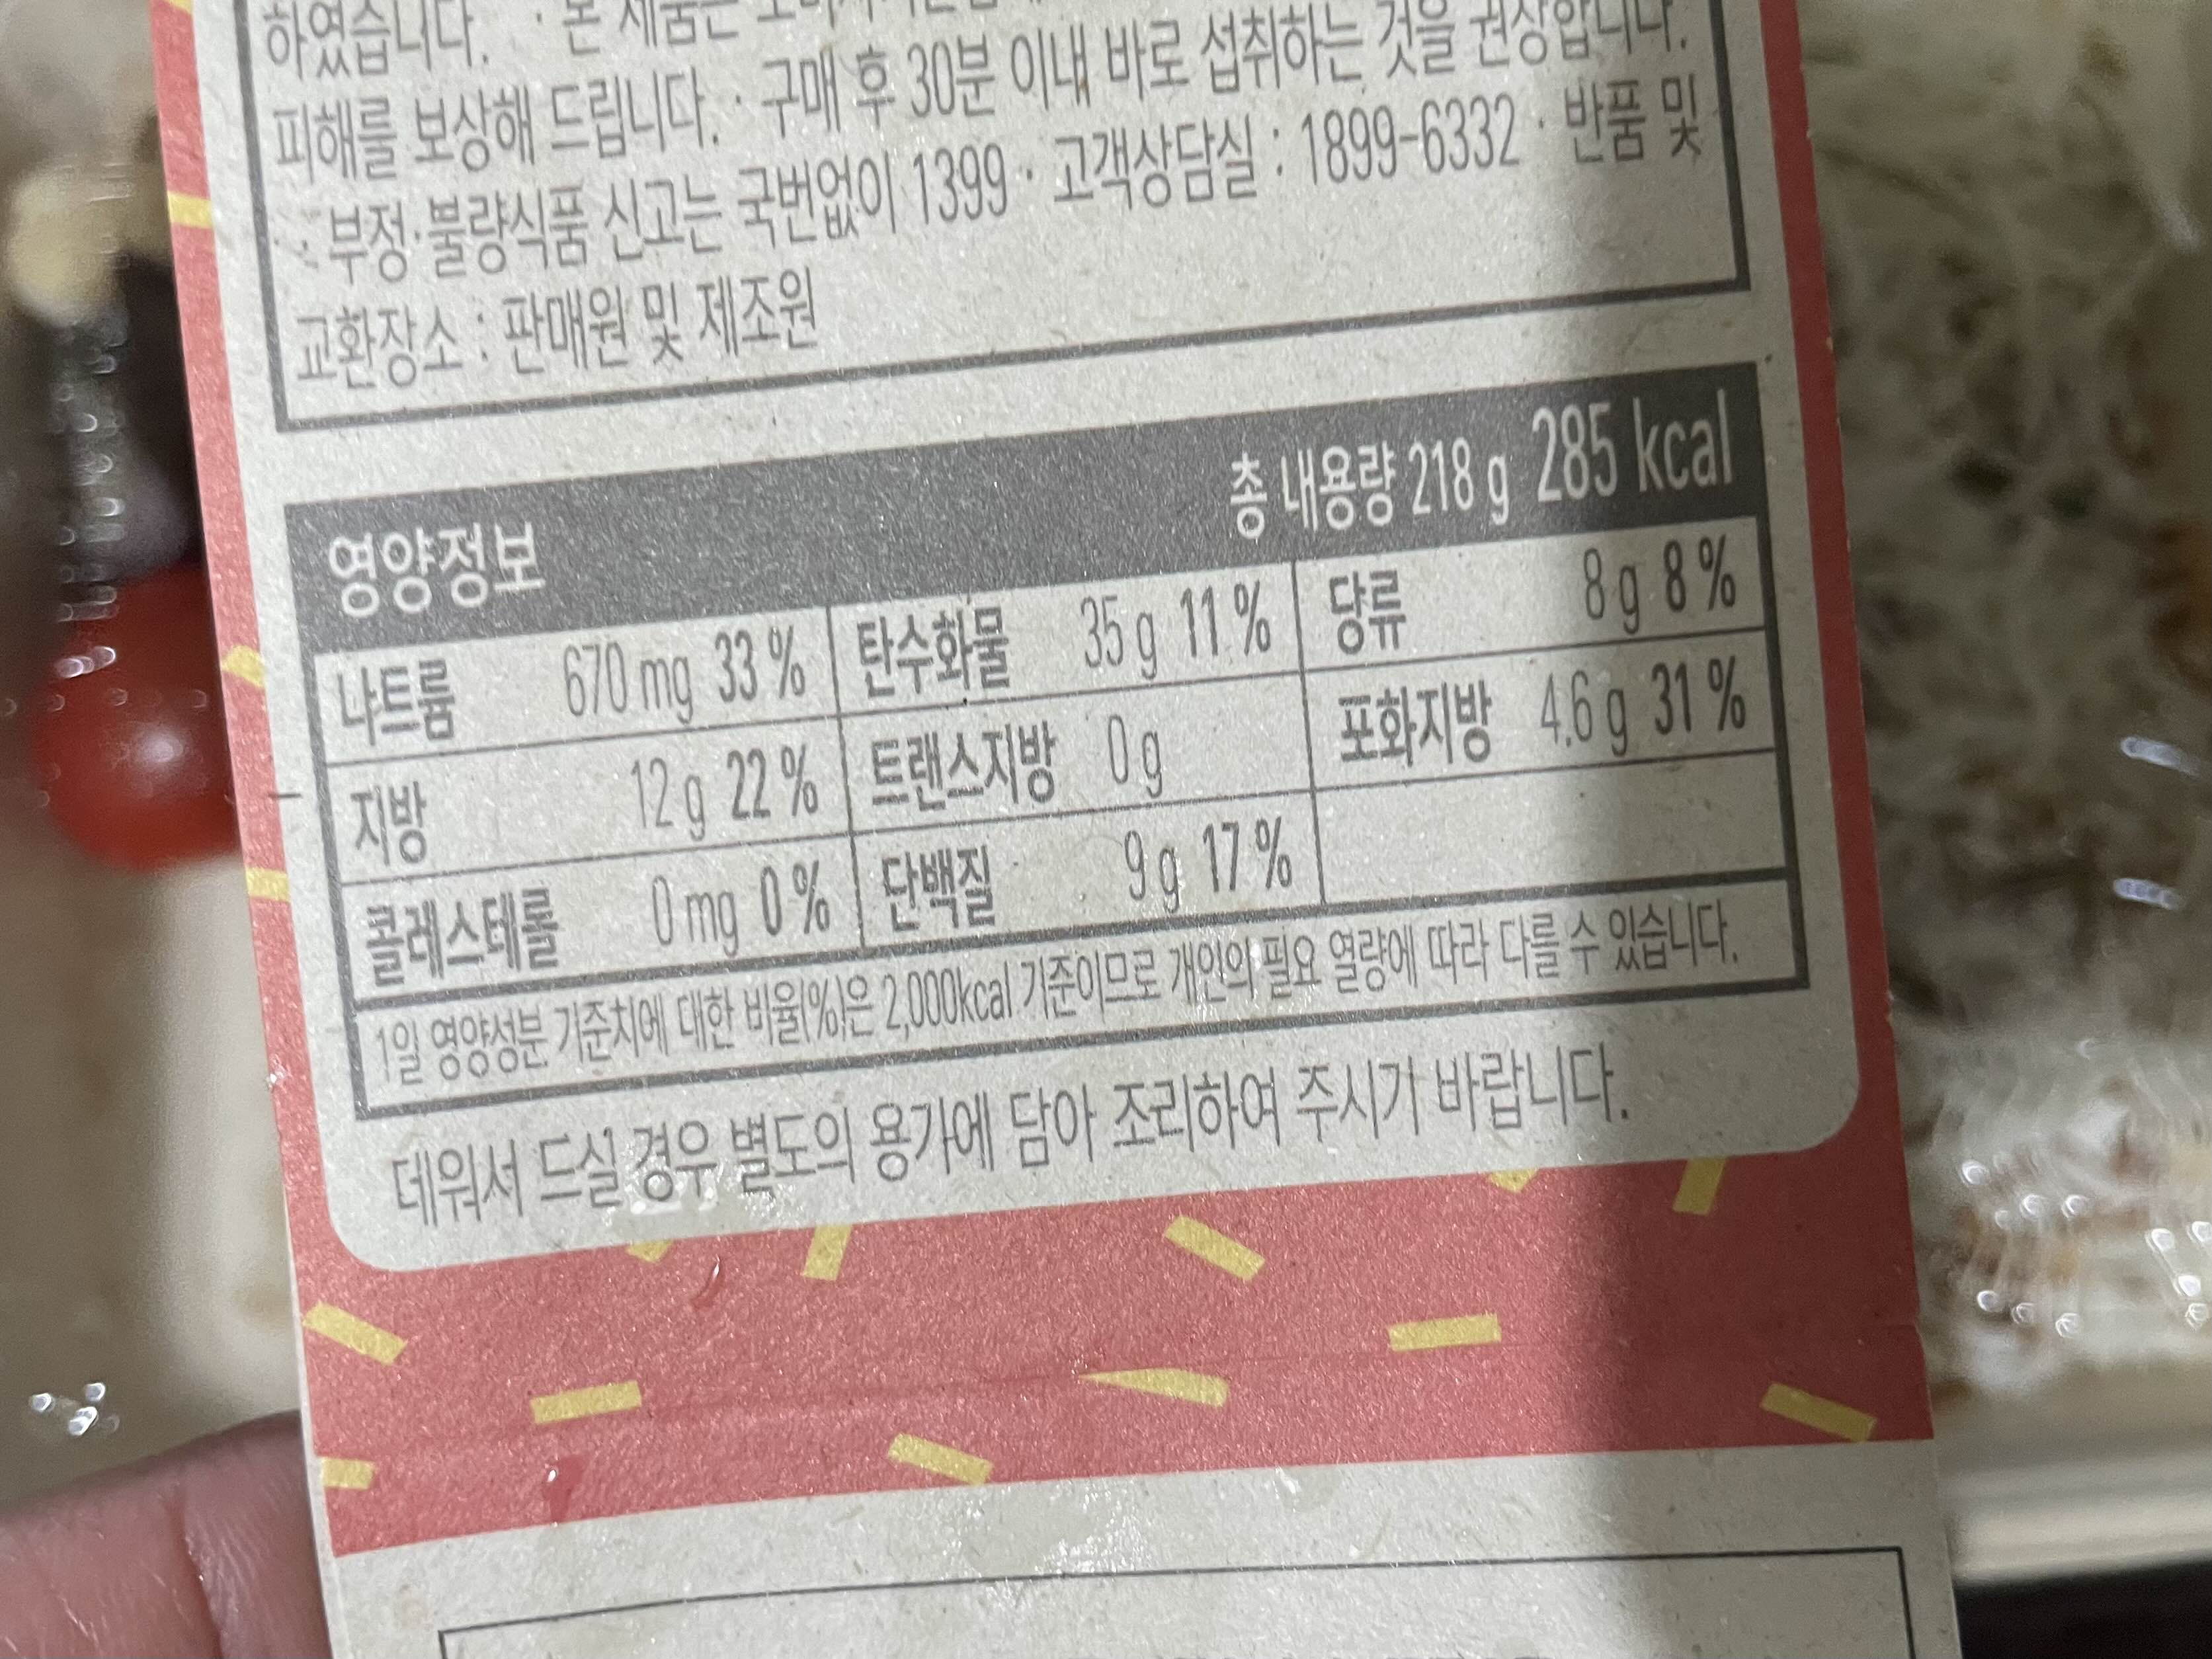 하였습니다. · 본 제품은
피해를 보상해 드립니다. · 구매 후 30분 이내 바로 섭취하는 것을 권장합니다.
· 부정·불량식품 신고는 국번없이 1399 · 고객상담실 : 1899-6332 · 반품 및
교환장소 : 판매원 및 제조원
영양정보 총 내용량 218 g 285 kcal
나트륨 670 mg 33 % 탄수화물 35 g 11 % 당류 8 g 8 %
지방 12 g 22 % 트랜스지방 0 g 포화지방 4.6 g 31 %
콜레스테롤 0 mg 0 % 단백질 9 g 17 %
1일 영양성분 기준치에 대한 비율(%)은 2,000kcal 기준이므로 개인의 필요 열량에 따라 다를 수 있습니다.
데워서 드실 경우 별도의 용기에 담아 조리하여 주시기 바랍니다.